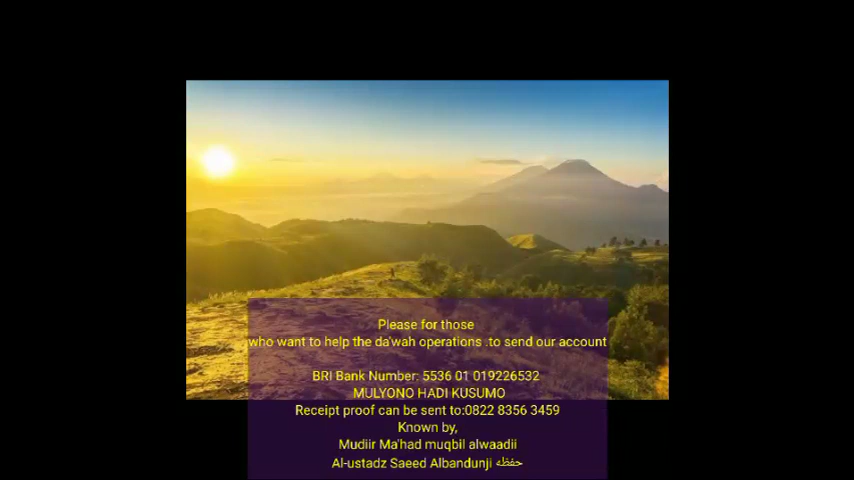 Please for those
who want to help the da'wah operations .to send our account
BRI Bank Number: 5536 01 019226532
MULYONO HADI KUSUMO
Receipt proof can be sent to:0822 8356 3459
Known by,
Mudiir Ma'had muqbil alwaadii
Al-ustadz Saeed Albandunji حفظه